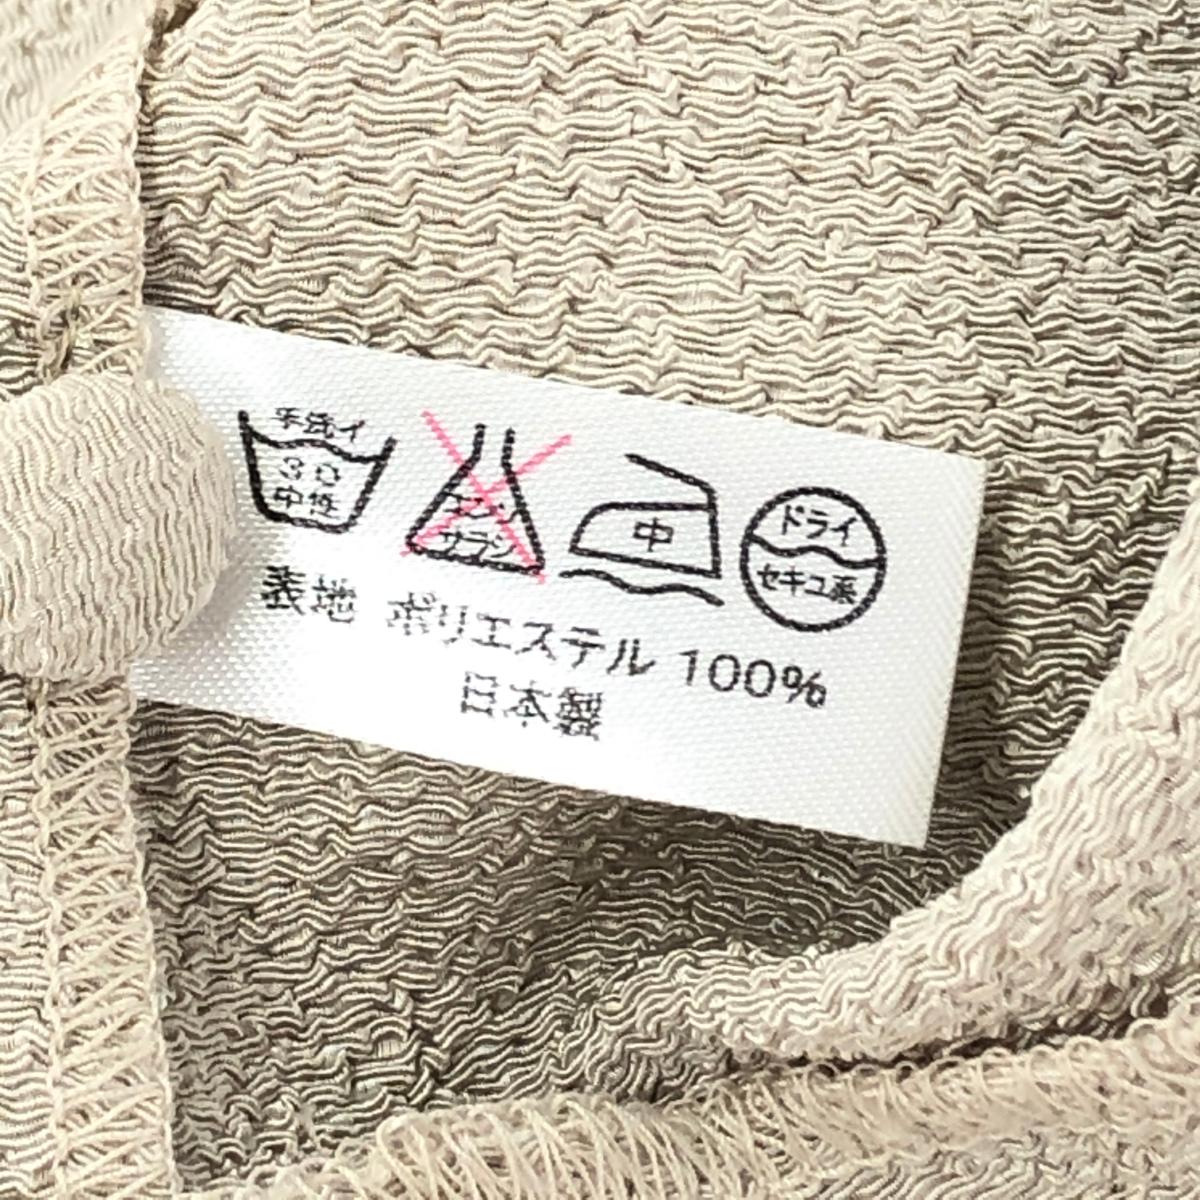 手洗イ
30
中性
エンソ
サラシ
中
ドライ
セキユ系
表地 ポリエステル 100%
日本製